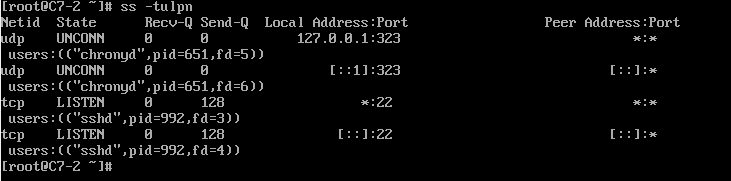 [root@C7-2 ~]# ss -tulpn
Netid State Recv-Q Send-Q Local Address:Port Peer Address:Port
udp UNCONN 0 0 127.0.0.1:323 *:*
users:(("chronyd",pid=651,fd=5))
udp UNCONN 0 0 [::1]:323 [::]:*
users:(("chronyd",pid=651,fd=6))
tcp LISTEN 0 128 *:22 *:*
users:(("sshd",pid=992,fd=3))
tcp LISTEN 0 128 [::]:22 [::]:*
users:(("sshd",pid=992,fd=4))
[root@C7-2 ~]#